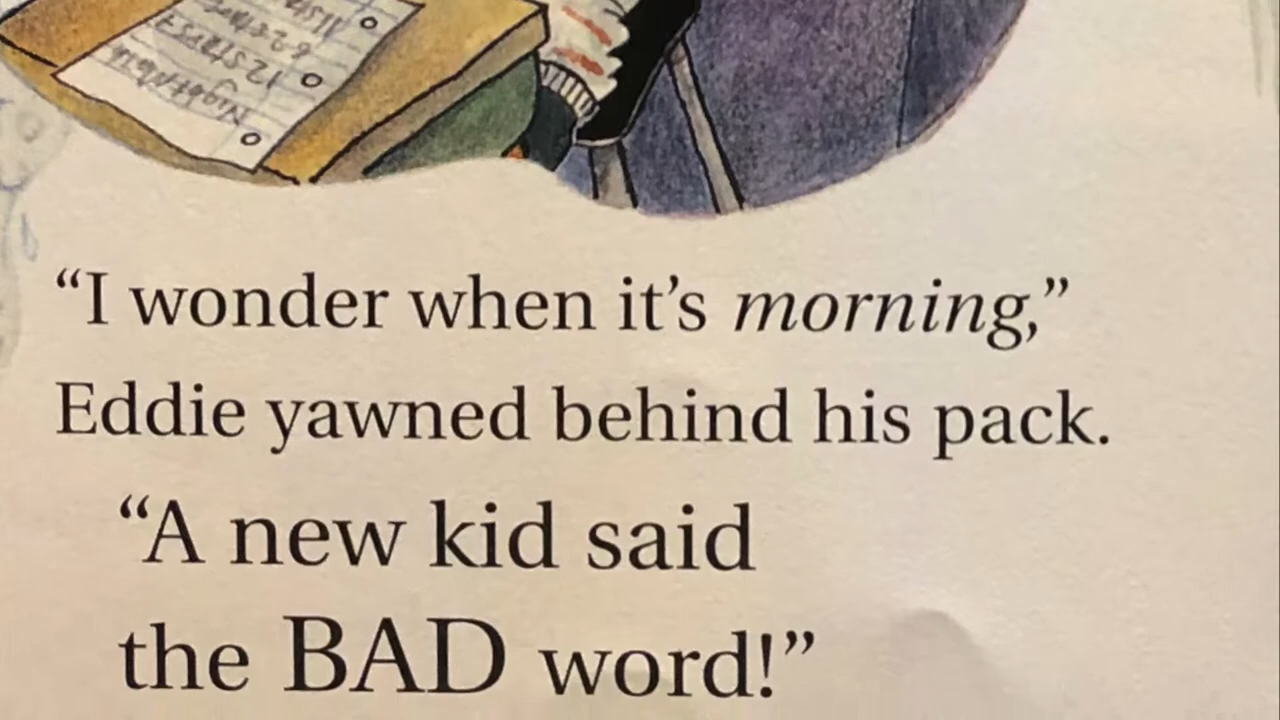 “I wonder when it’s morning,”
Eddie yawned behind his pack.
“A new kid said
the BAD word!”